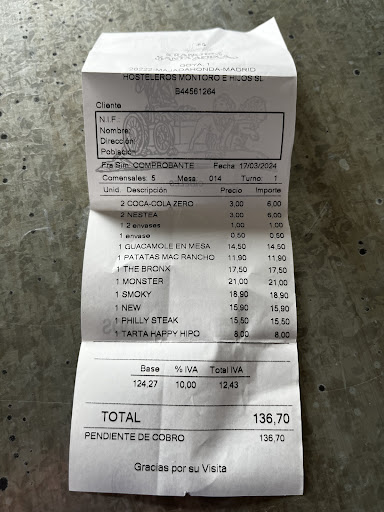 GOYA, 1
28222-MAJADAHONDA-MADRID
HOSTELEROS MONTORO E HIJOS SL
B44561264
Cliente
N.I.F.:
Nombre:
Dirección:
Población:
Fra Sim. COMPROBANTE Fecha: 17/03/2024
Comensales: 5 Mesa: 014 Turno: 1
Unid. Descripción Precio Importe
2 COCA-COLA ZERO 3,00 6,00
2 NESTEA 3,00 6,00
1 2 envases 1,00 1,00
1 envase 0,50 0,50
1 GUACAMOLE EN MESA 14,50 14,50
1 PATATAS MAC RANCHO 11,90 11,90
1 THE BRONX 17,50 17,50
1 MONSTER 21,00 21,00
1 SMOKY 18,90 18,90
1 NEW 15,90 15,90
1 PHILLY STEAK 15,50 15,50
1 TARTA HAPPY HIPO 8,00 8,00
Base % IVA Total IVA
124,27 10,00 12,43
TOTAL 136,70
PENDIENTE DE COBRO 136,70
Gracias por su Visita